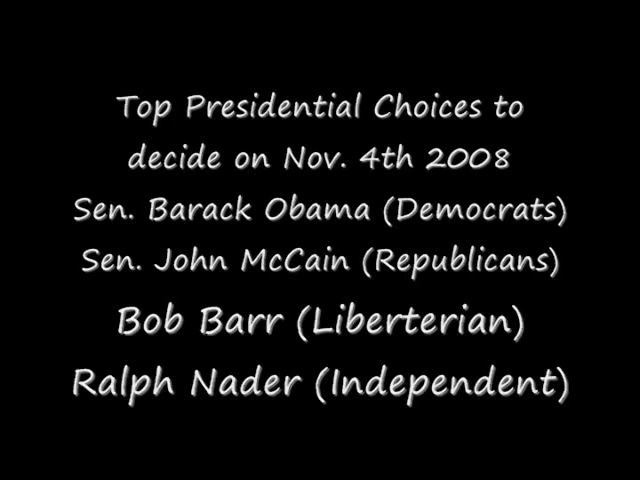 Top Presidential Choices to
decide on Nov. 4th 2008
Sen. Barack Obama (Democrats)
Sen. John McCain (Republicans)
Bob Barr (Liberterian)
Ralph Nader (Independent)